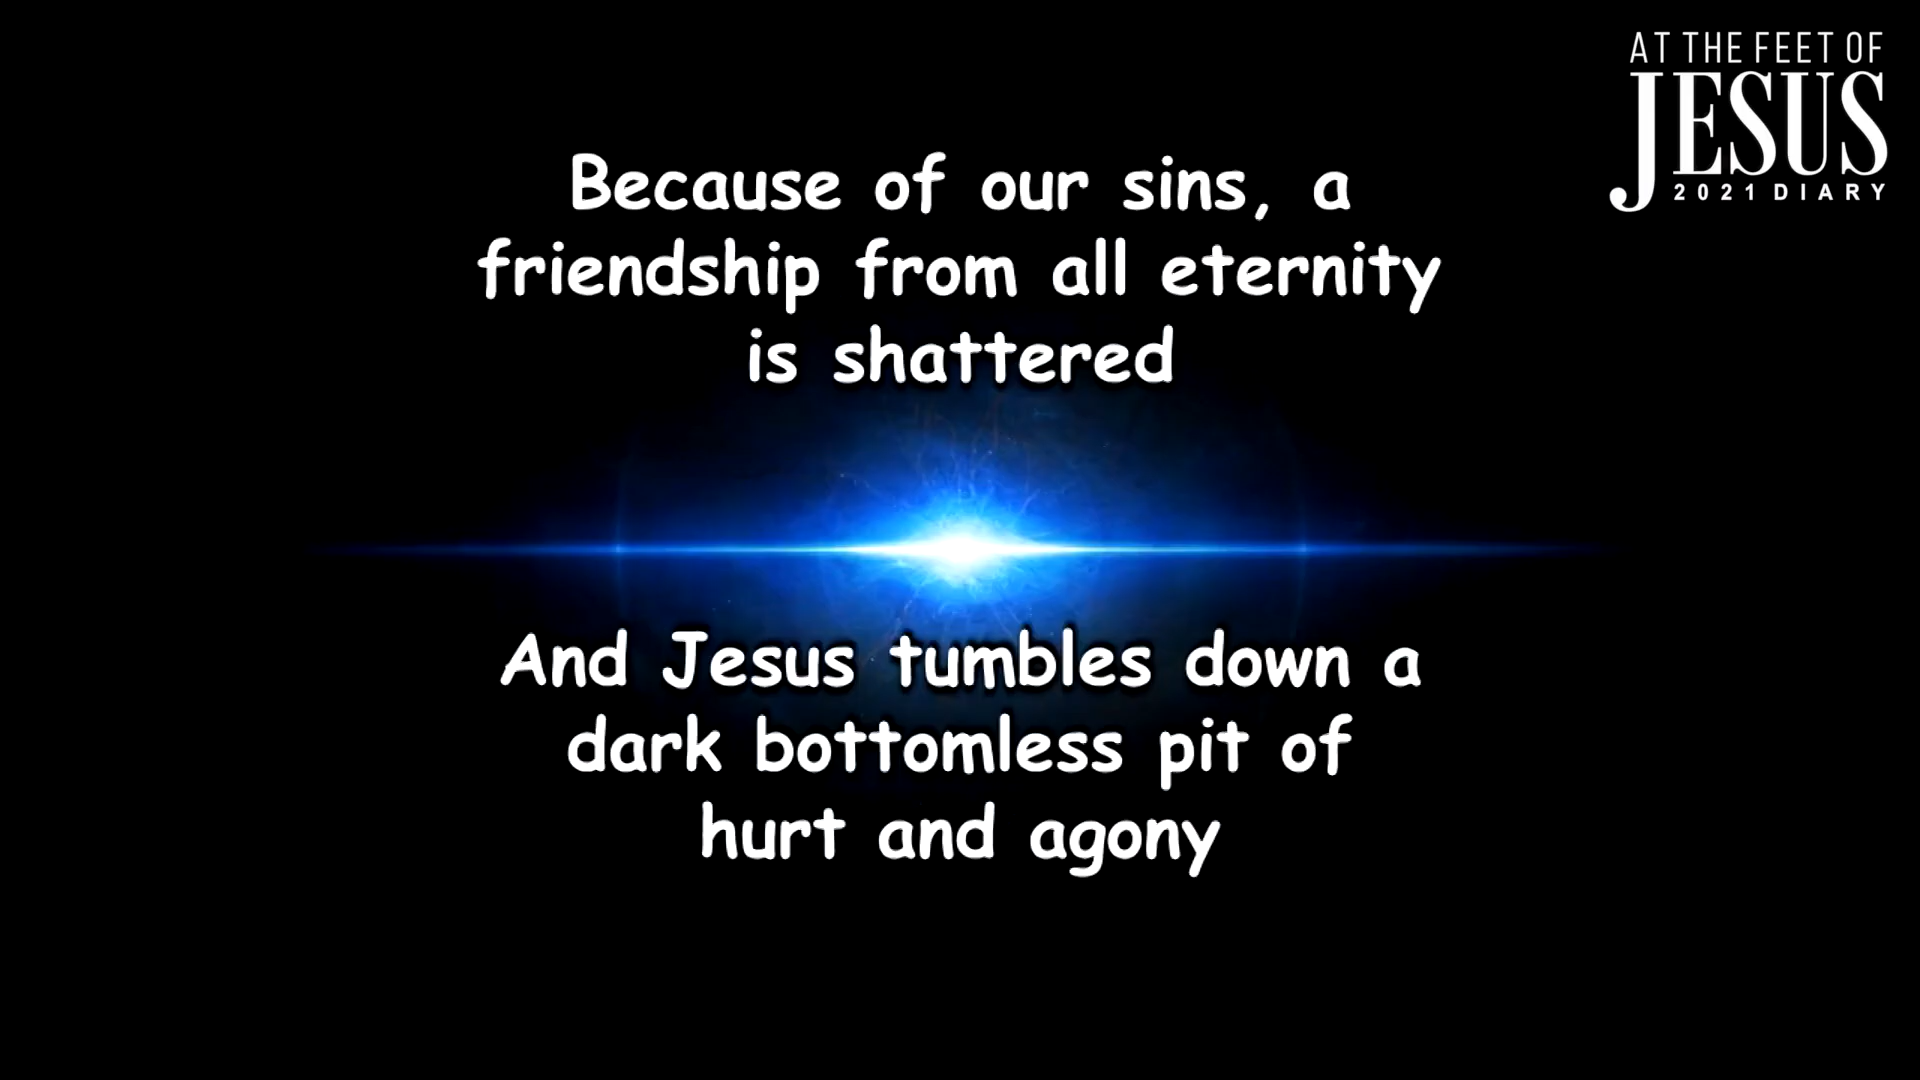 AT THE FEET OF
JESUS
2021 DIARY
Because of our sins, a
friendship from all eternity
is shattered
And Jesus tumbles down a
dark bottomless pit of
hurt and agony